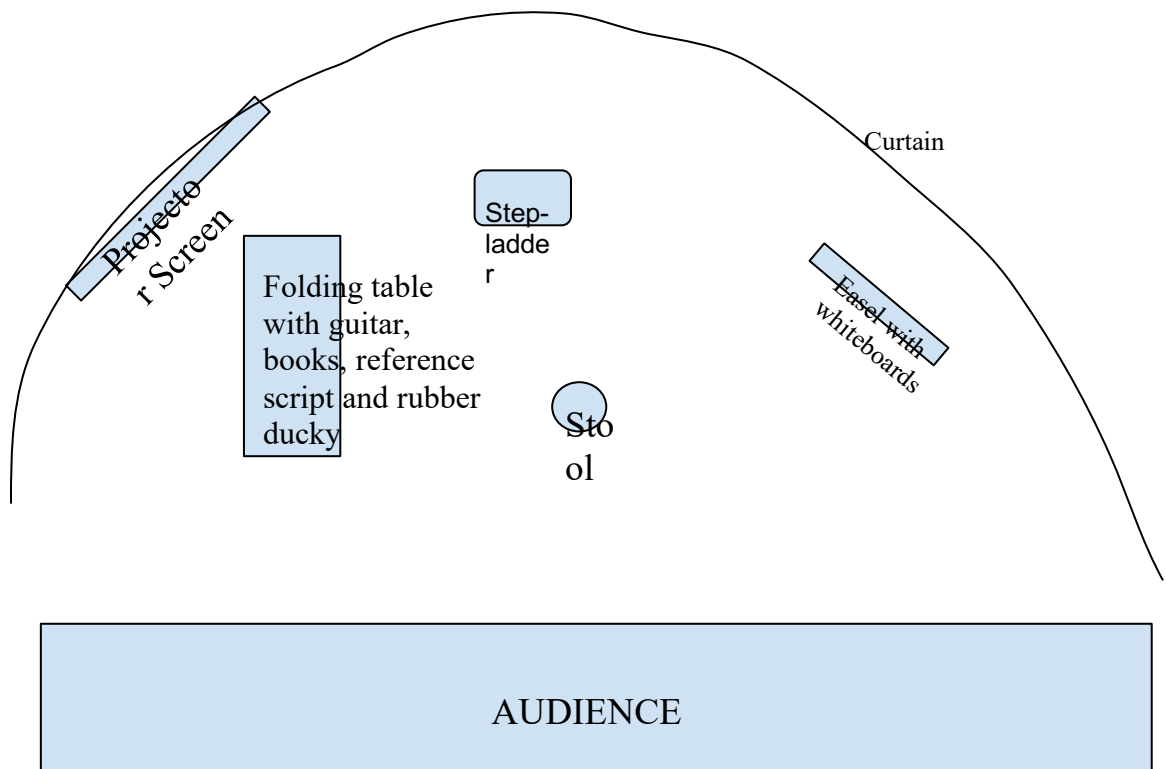 Curtain
Projecto
r Screen
Step-
ladde
r
Folding table
with guitar,
books, reference
script and rubber
ducky
Easel with
whiteboards
Sto
ol
AUDIENCE